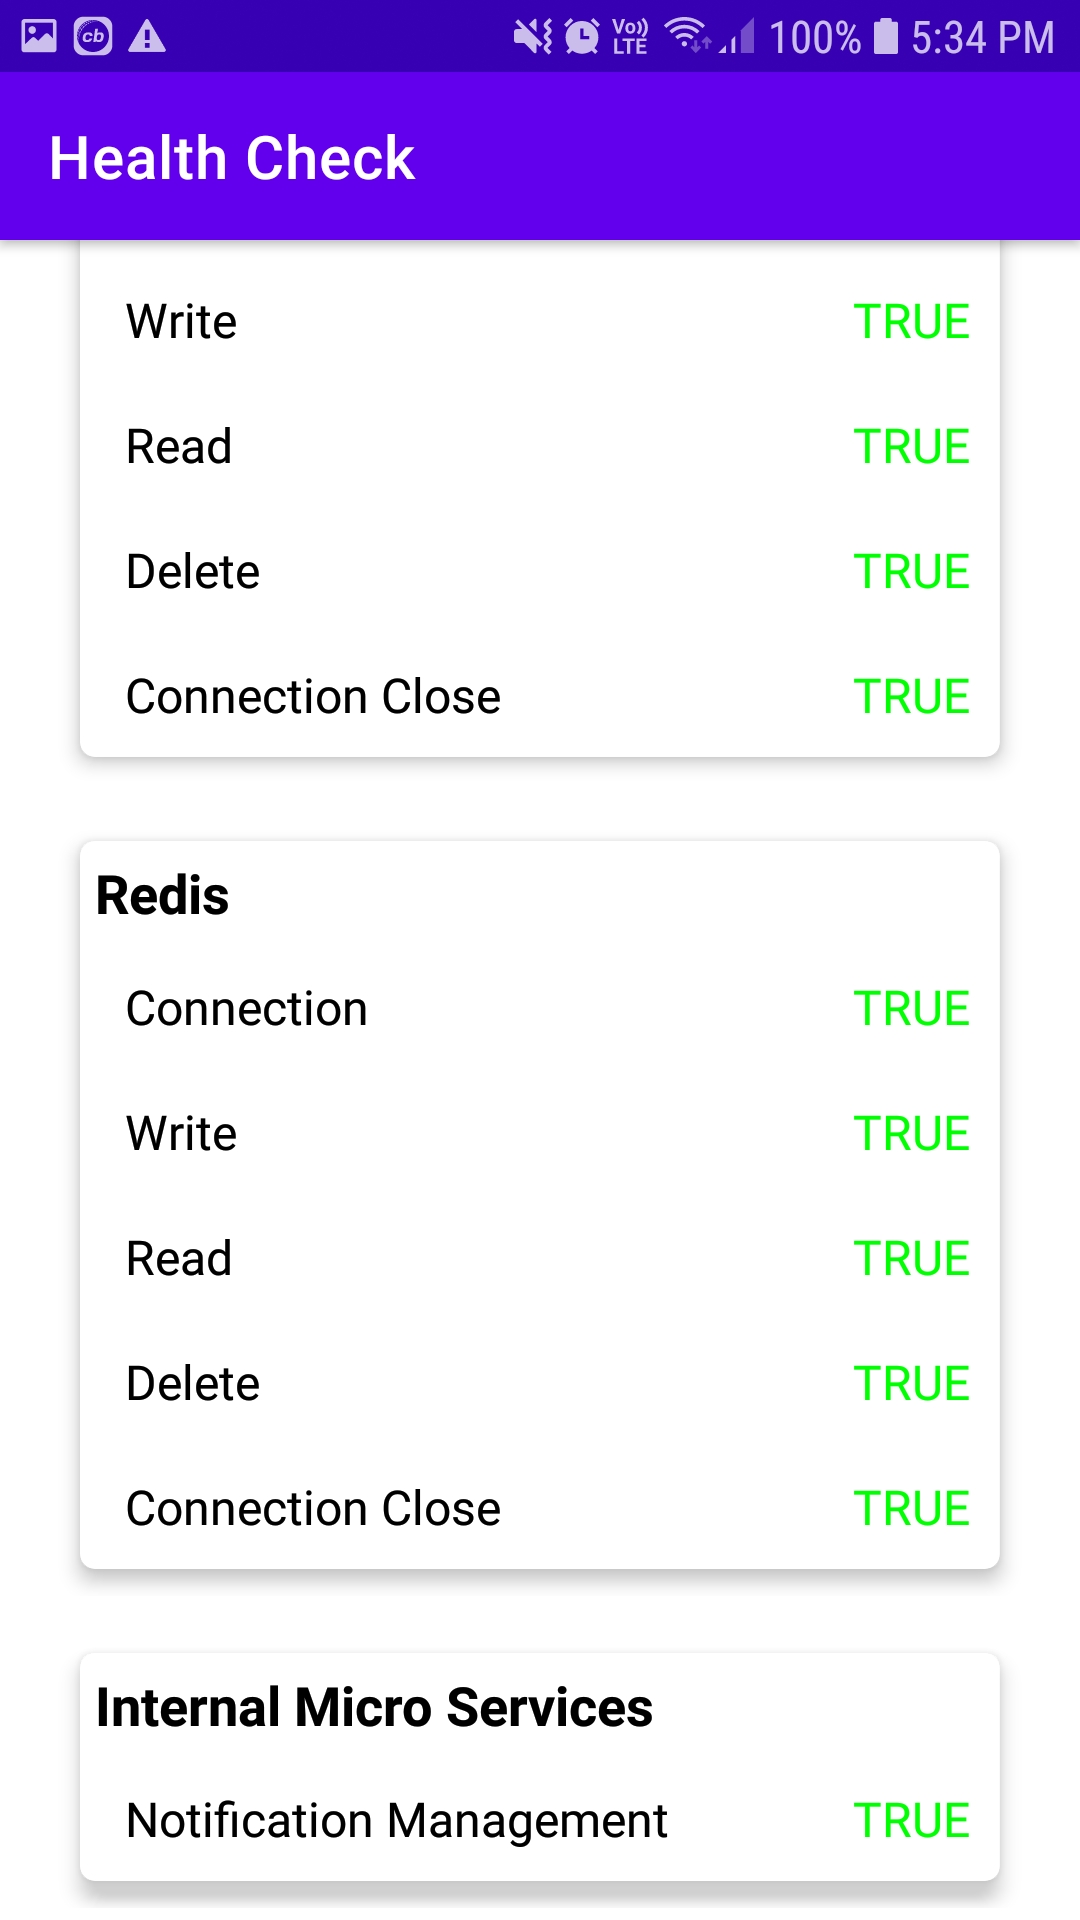 cb Vo)) LTE 100% 5:34 PM
Health Check
Write TRUE
Read TRUE
Delete TRUE
Connection Close TRUE
Redis
Connection TRUE
Write TRUE
Read TRUE
Delete TRUE
Connection Close TRUE
Internal Micro Services
Notification Management TRUE